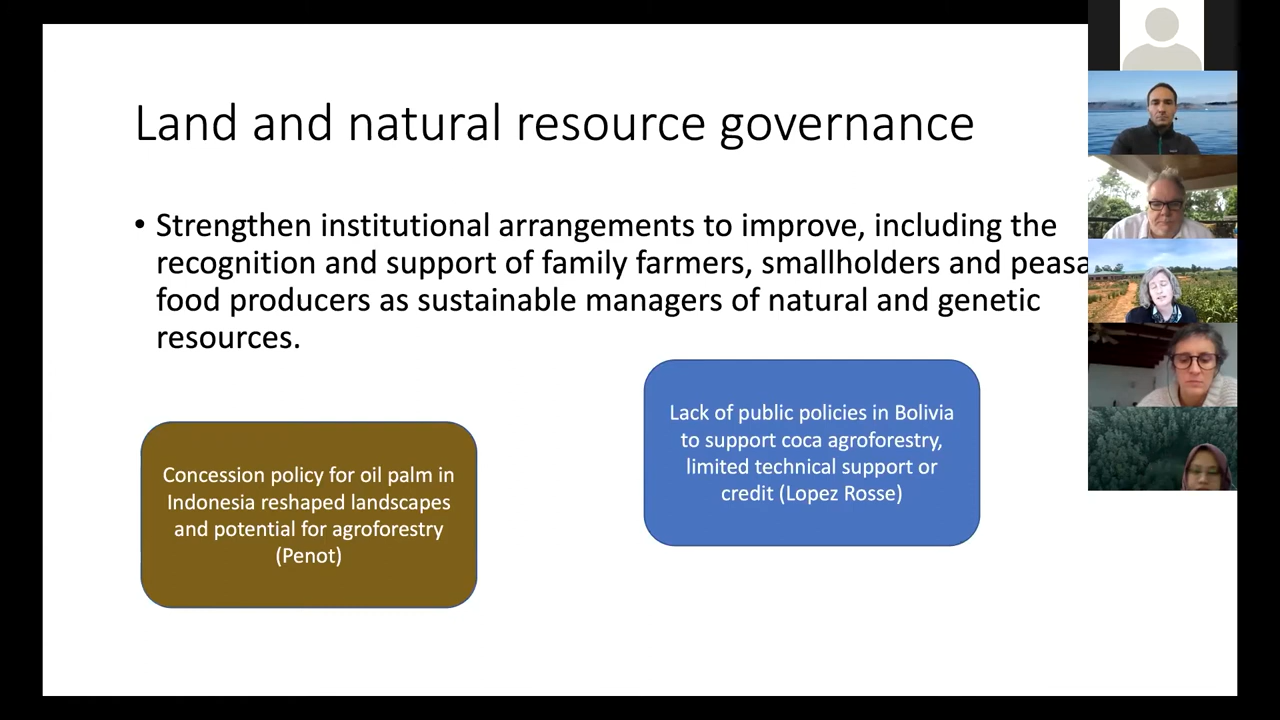 Land and natural resource governance
• Strengthen institutional arrangements to improve, including the
recognition and support of family farmers, smallholders and peasa
food producers as sustainable managers of natural and genetic
resources.
Lack of public policies in Bolivia
to support coca agroforestry,
limited technical support or
credit (Lopez Rosse)
Concession policy for oil palm in
Indonesia reshaped landscapes
and potential for agroforestry
(Penot)